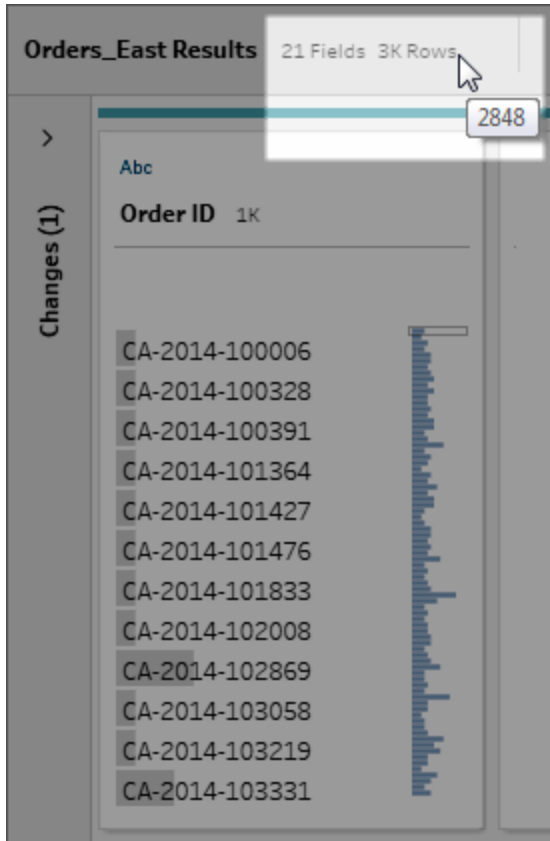 Orders_East Results 21 Fields 3K Rows
2848
Abc
Order ID 1K
Changes (1)
CA-2014-100006
CA-2014-100328
CA-2014-100391
CA-2014-101364
CA-2014-101427
CA-2014-101476
CA-2014-101833
CA-2014-102008
CA-2014-102869
CA-2014-103058
CA-2014-103219
CA-2014-103331